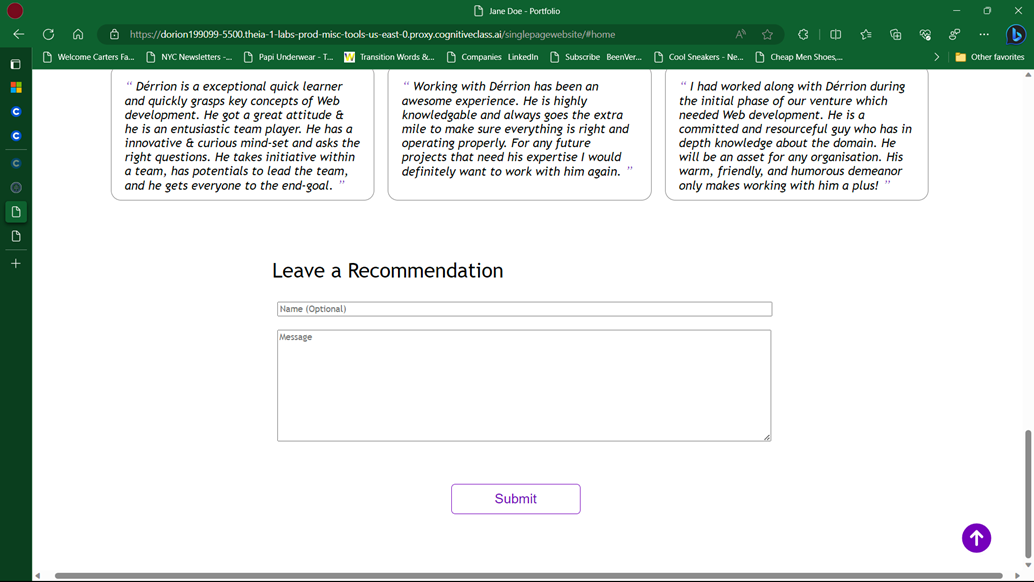 Jane Doe - Portfolio
https://dorion199099-5500.theia-1-labs-prod-misc-tools-us-east-0.proxy.cognitiveclass.ai/singlepagewebsite/#home
Welcome Carters Fa... NYC Newsletters -... Papi Underwear - T... Transition Words &... Companies LinkedIn Subscribe BeenVer... Cool Sneakers - Ne... Cheap Men Shoes,... Other favorites
“ Dérrion is a exceptional quick learner
and quickly grasps key concepts of Web
development. He got a great attitude &
he is an entusiastic team player. He has a
innovative & curious mind-set and asks the
right questions. He takes initiative within
a team, has potentials to lead the team,
and he gets everyone to the end-goal. ”
“ Working with Dérrion has been an
awesome experience. He is highly
knowledgable and always goes the extra
mile to make sure everything is right and
operating properly. For any future
projects that need his expertise I would
definitely want to work with him again. ”
“ I had worked along with Dérrion during
the initial phase of our venture which
needed Web development. He is a
committed and resourceful guy who has in
depth knowledge about the domain. He
will be an asset for any organisation. His
warm, friendly, and humorous demeanor
only makes working with him a plus! ”
Leave a Recommendation
Name (Optional)
Message
Submit